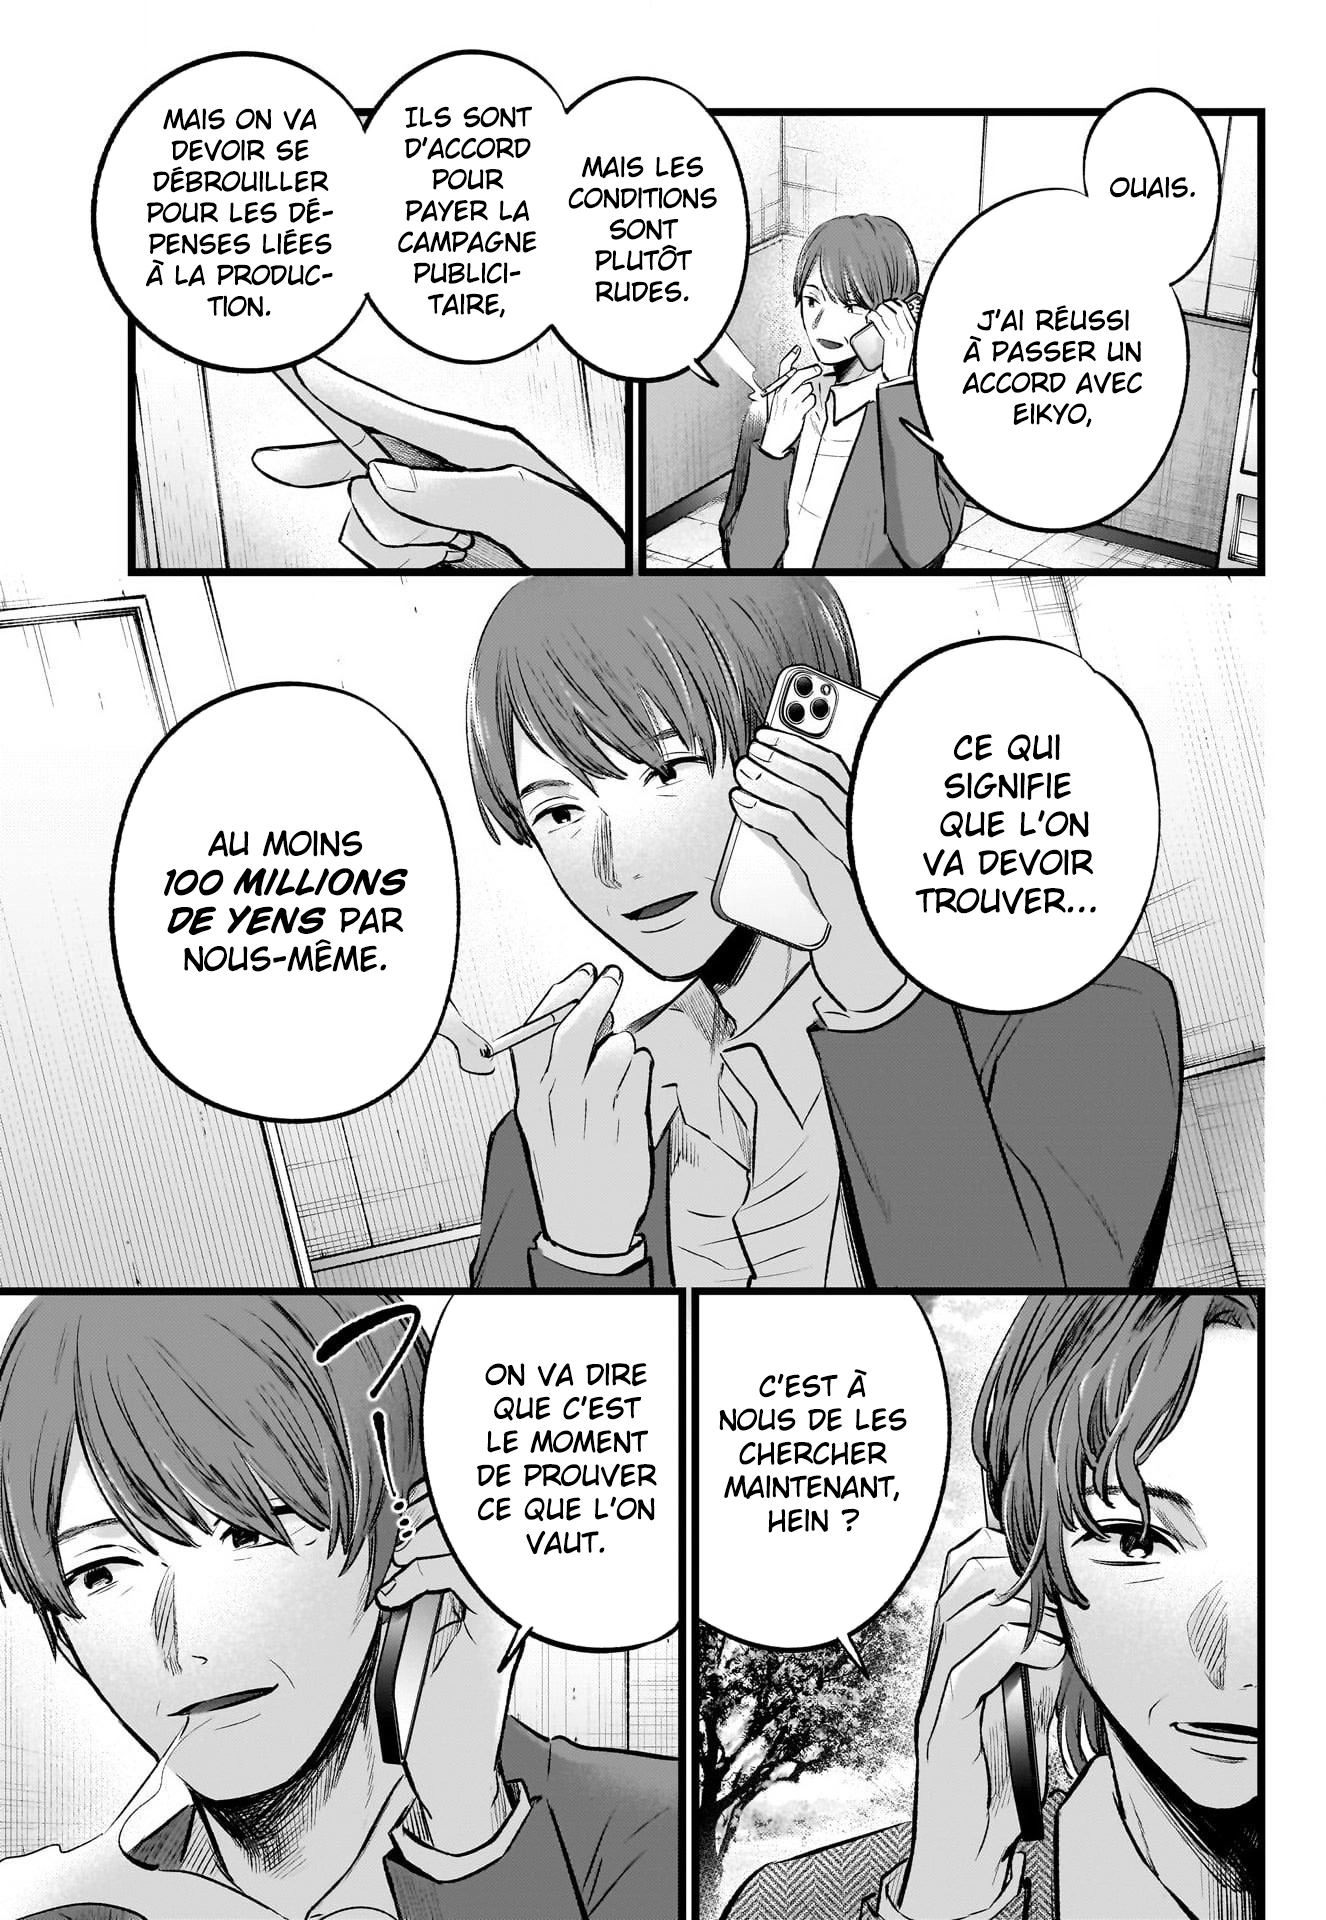 OUAIS.
J'AI RÉUSSI
À PASSER UN
ACCORD AVEC
EIKYO,
MAIS LES
CONDITIONS
SONT
PLUTÔT
RUDES.
ILS SONT
D'ACCORD
POUR
PAYER LA
CAMPAGNE
PUBLICI-
TAIRE,
MAIS ON VA
DEVOIR SE
DÉBROUILLER
POUR LES DÉ-
PENSES LIÉES
À LA PRODUC-
TION.
CE QUI
SIGNIFIE
QUE L'ON
VA DEVOIR
TROUVER...
AU MOINS
100 MILLIONS
DE YENS PAR
NOUS-MÊME.
C'EST À
NOUS DE LES
CHERCHER
MAINTENANT,
HEIN ?
ON VA DIRE
QUE C'EST
LE MOMENT
DE PROUVER
CE QUE L'ON
VAUT.